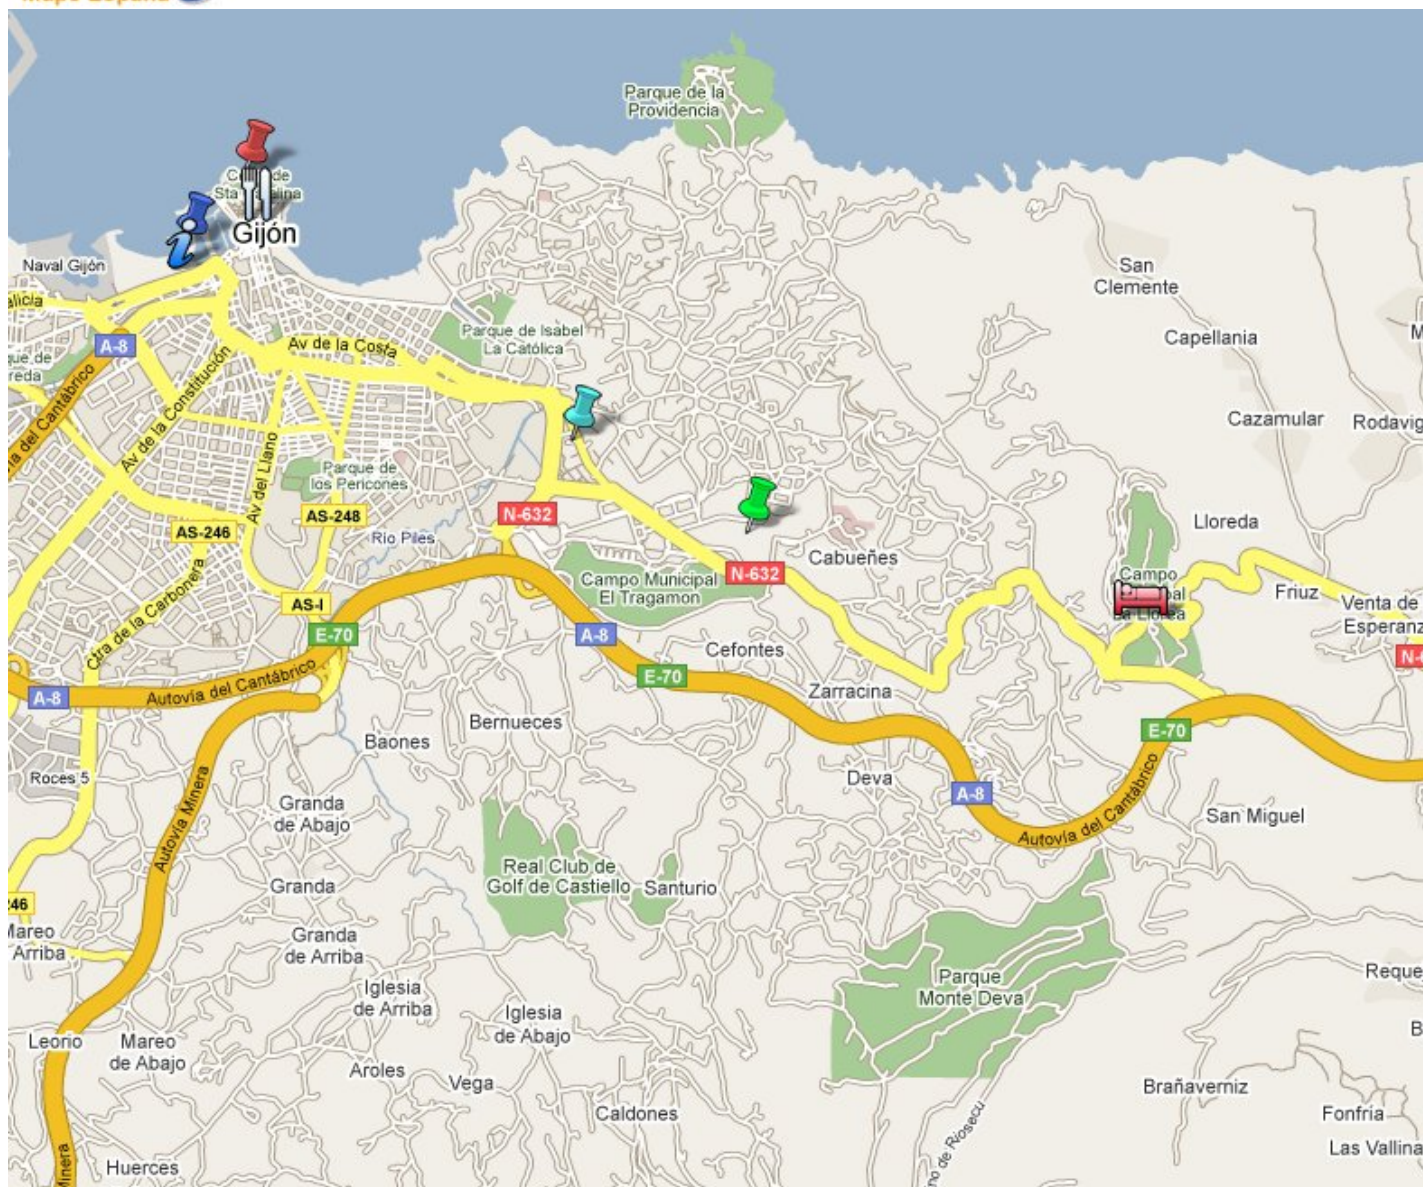 Maps España
Parque de la
Providencia
Gijón
Naval Gijón
San
Clemente
Capellania
Parque de Isabel
La Católica
Av de la Costa
A-8
Av de la Constitución
Cazamular
Av del Llano
Parque de
los Pericones
AS-246
AS-248
N-632
Rio Piles
Lloreda
Cabueñes
Campo Municipal
El Tragamon
N-632
Campo
La Llorea
Friuz
Venta de
Ctra de la Carbonera
AS-I
E-70
A-8
Cefontes
E-70
Zarracina
A-8
Autovía del Cantábrico
Bernueces
Baones
E-70
Roces 5
Autovía Minera
Deva
A-8
Autovía del Cantábrico
San Miguel
Granda
de Abajo
Real Club de
Golf de Castiello
Santurio
Granda
Granda
de Arriba
Parque
Monte Deva
Iglesia
de Arriba
Iglesia
de Abajo
Leorio
Mareo
de Abajo
Aroles
Vega
Caldones
Brañaverniz
Fonfría
Huerces